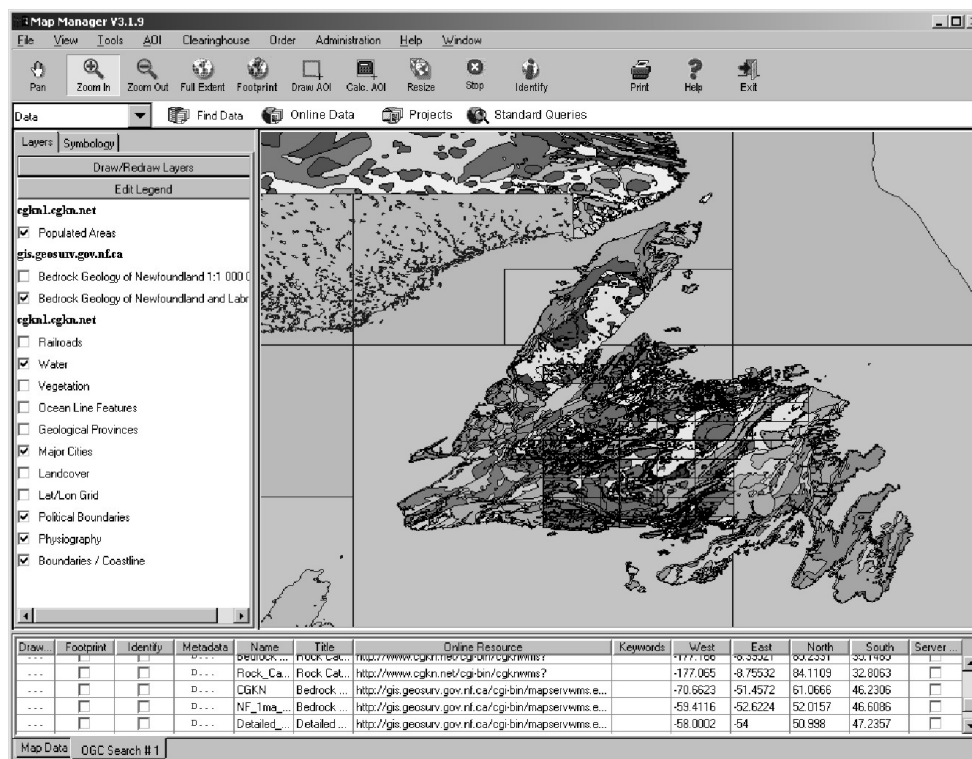 Map Manager V3.1.9
File View Tools AOI Clearinghouse Order Administration Help Window
Pan Zoom In Zoom Out Full Extent Footprint Draw AOI Calc. AOI Resize Stop Identify Print Help Exit
Data Find Data Online Data Projects Standard Queries
Layers Symbology
Draw/Redraw Layers
Edit Legend
cgkn1.cgkn.net
Populated Areas
gis.geosurv.gov.nf.ca
Bedrock Geology of Newfoundland 1:1 000 0
Bedrock Geology of Newfoundland and Labr
cgkn1.cgkn.net
Railroads
Water
Vegetation
Ocean Line Features
Geological Provinces
Major Cities
Landcover
Lat/Lon Grid
Political Boundaries
Physiography
Boundaries / Coastline
Draw... Footprint Identify Metadata Name Title Online Resource Keywords West East North South Server ...
... D... Rock_Ca... Rock Cat... http://www.cgkn.net/cgi-bin/cgknwms? -177.065 -8.75532 84.1109 32.8063
... D... CGKN Bedrock ... http://gis.geosurv.gov.nf.ca/cgi-bin/mapservwms.e... -70.6623 -51.4572 61.0666 46.2306
... D... NF_1ma_... Bedrock ... http://gis.geosurv.gov.nf.ca/cgi-bin/mapservwms.e... -59.4116 -52.6224 52.0157 46.6086
... D... Detailed_... Detailed ... http://gis.geosurv.gov.nf.ca/cgi-bin/mapservwms.e... -58.0002 -54 50.998 47.2357
Map Data OGC Search # 1